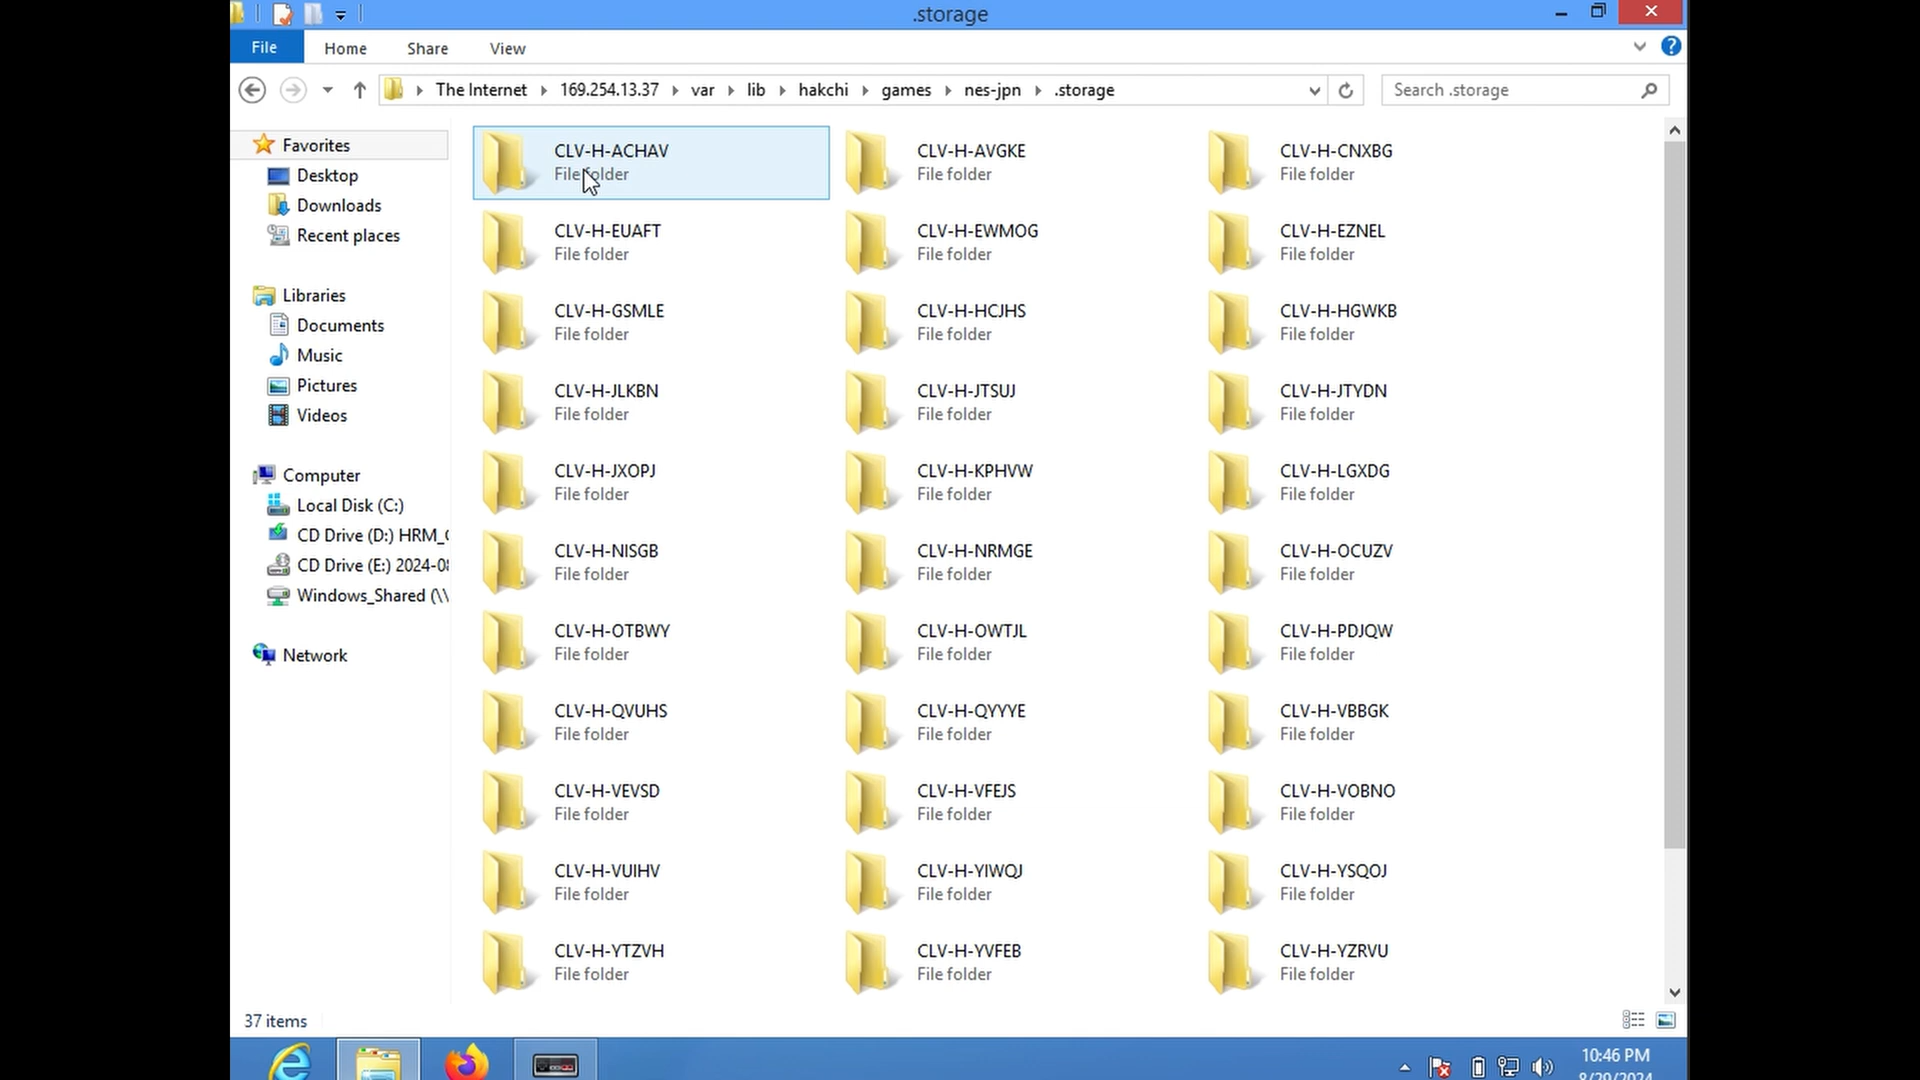 .storage
File
Home
Share
View
The Internet
169.254.13.37
var
lib
hakchi
games
nes-jpn
.storage
Search .storage
Favorites
Desktop
Downloads
Recent places
Libraries
Documents
Music
Pictures
Videos
Computer
Local Disk (C:)
CD Drive (D:) HRM_
CD Drive (E:) 2024-08
Windows_Shared (\\
Network
CLV-H-ACHAV
File folder
CLV-H-AVGKE
File folder
CLV-H-CNXBG
File folder
CLV-H-EUAFT
File folder
CLV-H-EWMOG
File folder
CLV-H-EZNEL
File folder
CLV-H-GSMLE
File folder
CLV-H-HCJHS
File folder
CLV-H-HGWKB
File folder
CLV-H-JLKBN
File folder
CLV-H-JTSUJ
File folder
CLV-H-JTYDN
File folder
CLV-H-JXOPJ
File folder
CLV-H-KPHVW
File folder
CLV-H-LGXDG
File folder
CLV-H-NISGB
File folder
CLV-H-NRMGE
File folder
CLV-H-OCUZV
File folder
CLV-H-OTBWY
File folder
CLV-H-OWTJL
File folder
CLV-H-PDJQW
File folder
CLV-H-QVUHS
File folder
CLV-H-QYYYE
File folder
CLV-H-VBBGK
File folder
CLV-H-VEVSD
File folder
CLV-H-VFEJS
File folder
CLV-H-VOBNO
File folder
CLV-H-VUIHV
File folder
CLV-H-YIWQJ
File folder
CLV-H-YSQOJ
File folder
CLV-H-YTZVH
File folder
CLV-H-YVFEB
File folder
CLV-H-YZRVU
File folder
37 items
10:46 PM
8/29/2024